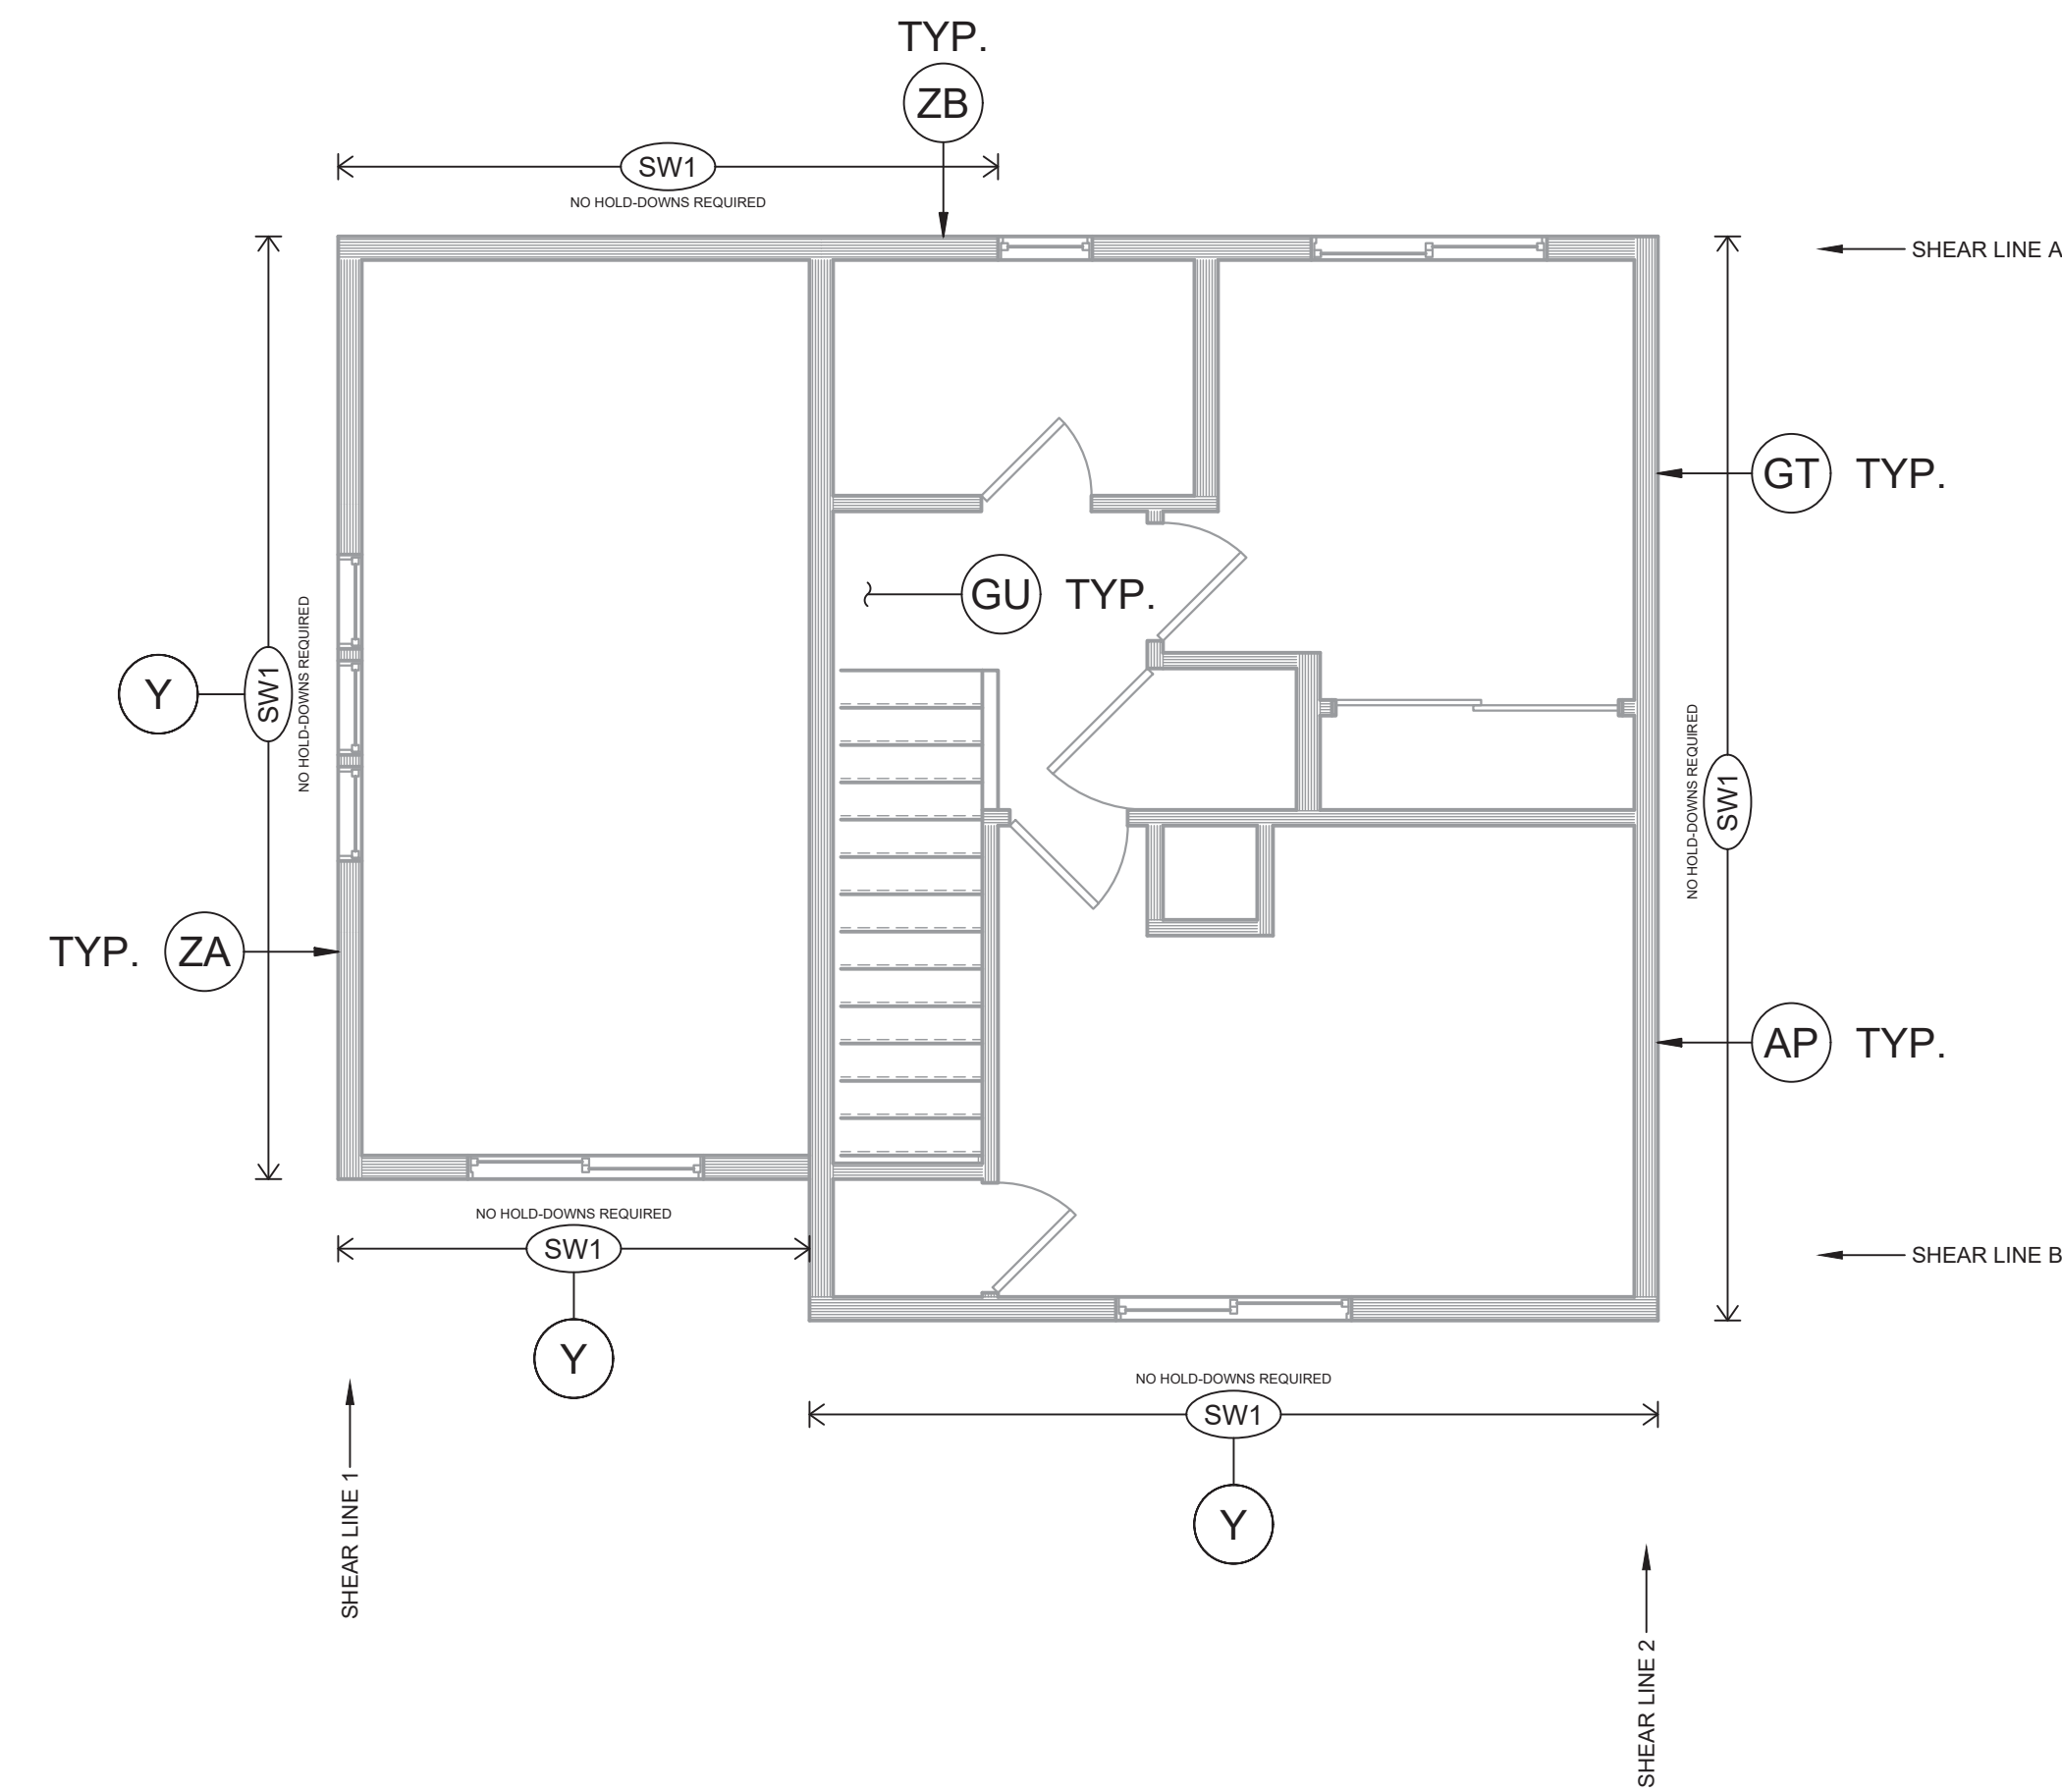 TYP.
ZB
SW1
NO HOLD-DOWNS REQUIRED
SHEAR LINE A
GT TYP.
GU TYP.
Y
SW1
NO HOLD-DOWNS REQUIRED
NO HOLD-DOWNS REQUIRED
SW1
TYP. ZA
AP TYP.
NO HOLD-DOWNS REQUIRED
SW1
Y
SHEAR LINE B
NO HOLD-DOWNS REQUIRED
SW1
Y
SHEAR LINE 1
SHEAR LINE 2